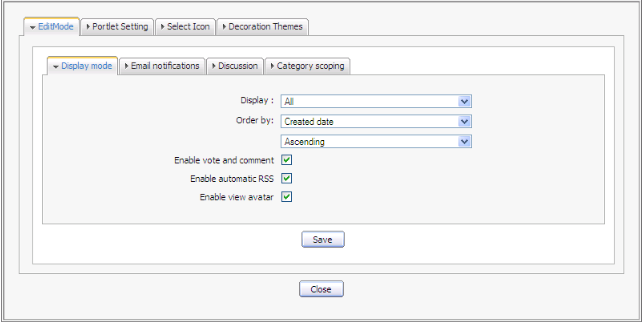 EditMode Portlet Setting Select Icon Decoration Themes
Display mode Email notifications Discussion Category scoping
Display : All
Order by: Created date
Ascending
Enable vote and comment
Enable automatic RSS
Enable view avatar
Save
Close